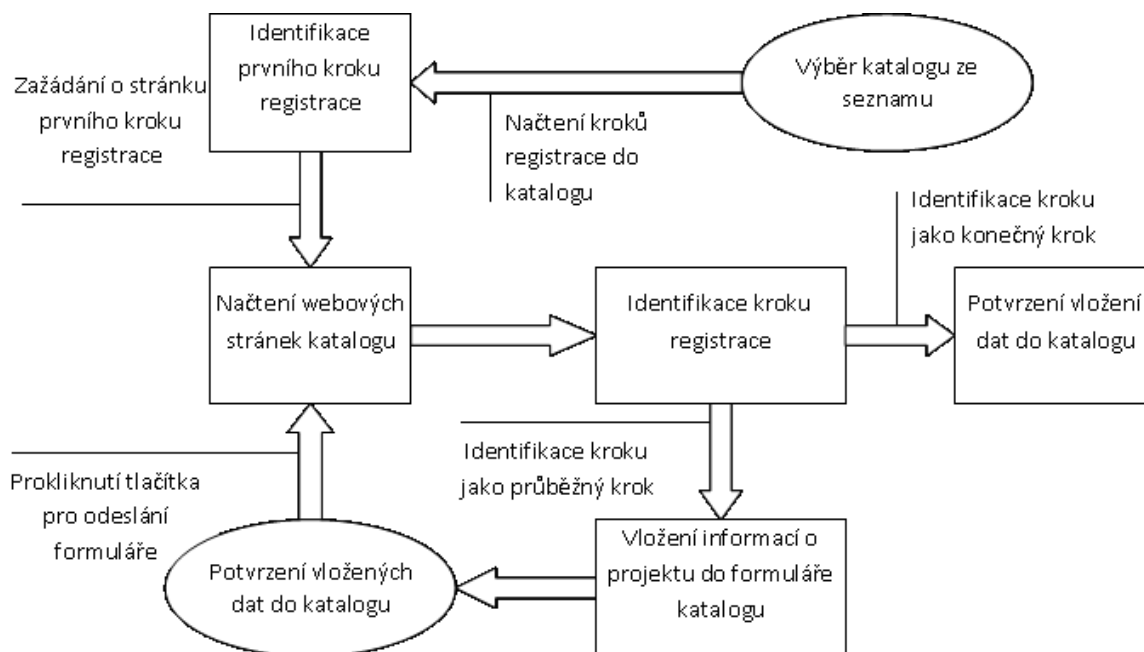 Identifikace
prvního kroku
registrace
Výběr katalogu ze
seznamu
Zažádání o stránku
prvního kroku
registrace
Načtení kroků
registrace do
katalogu
Identifikace kroku
jako konečný krok
Načtení webových
stránek katalogu
Identifikace kroku
registrace
Potvrzení vložení
dat do katalogu
Identifikace kroku
jako průběžný krok
Prokliknutí tlačítka
pro odeslání
formuláře
Potvrzení vložených
dat do katalogu
Vložení informací o
projektu do formuláře
katalogu